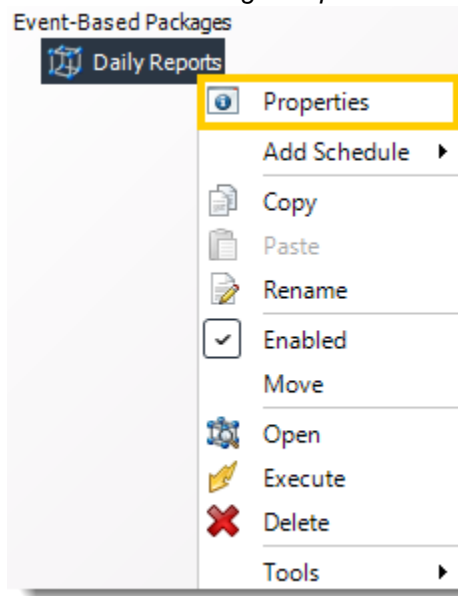 Event-Based Packages
Daily Reports
Properties
Add Schedule
Copy
Paste
Rename
Enabled
Move
Open
Execute
Delete
Tools